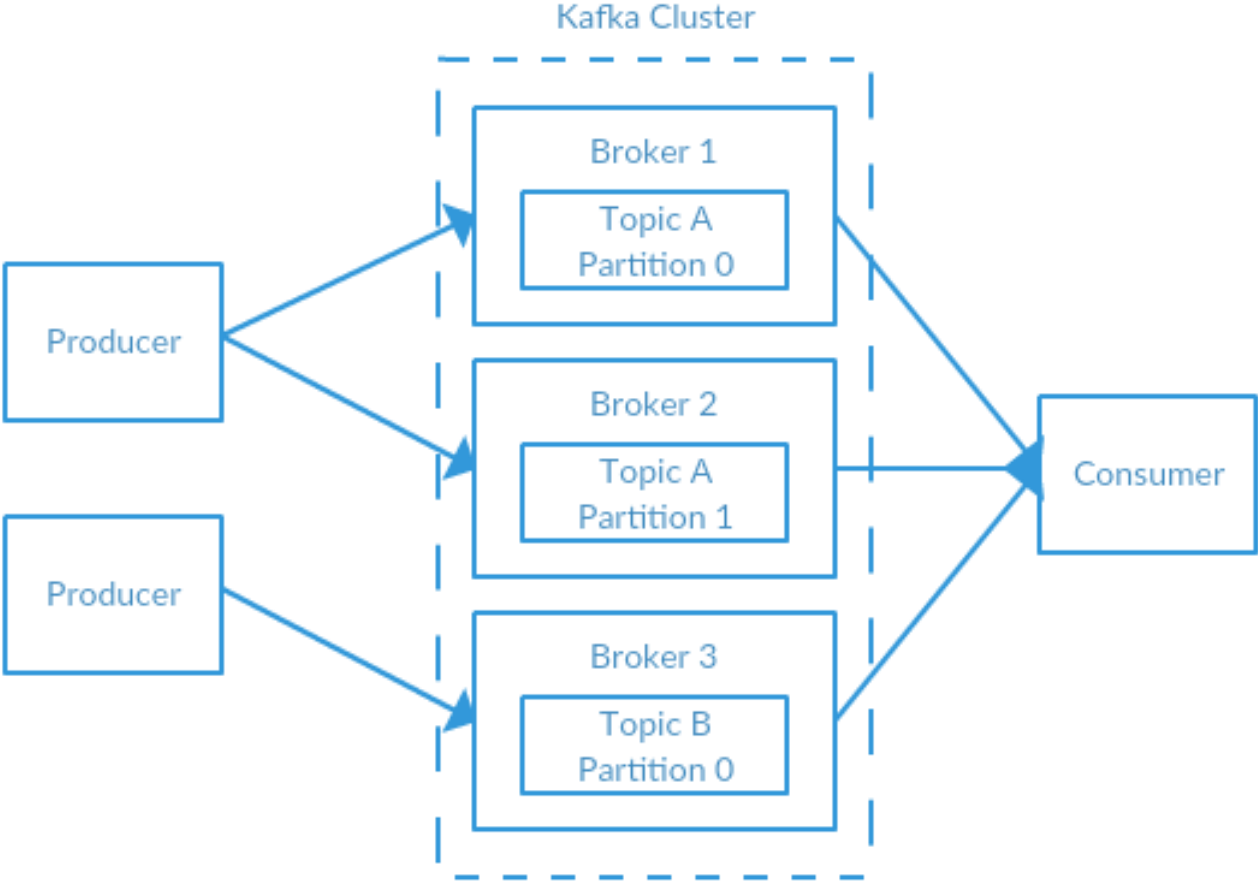 Kafka Cluster
Broker 1
Topic A
Partition 0
Producer
Broker 2
Topic A
Partition 1
Consumer
Producer
Broker 3
Topic B
Partition 0